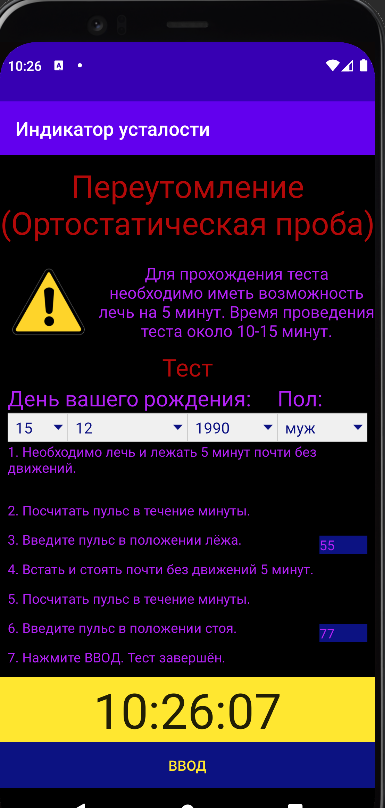 10:26
Индикатор усталости
Переутомление
(Ортостатическая проба)
Для прохождения теста
необходимо иметь возможность
лечь на 5 минут. Время проведения
теста около 10-15 минут.
Тест
День вашего рождения: Пол:
15 12 1990 муж
1. Необходимо лечь и лежать 5 минут почти без
движений.
2. Посчитать пульс в течение минуты.
3. Введите пульс в положении лёжа. 55
4. Встать и стоять почти без движений 5 минут.
5. Посчитать пульс в течение минуты.
6. Введите пульс в положении стоя. 77
7. Нажмите ВВОД. Тест завершён.
10:26:07
ВВОД